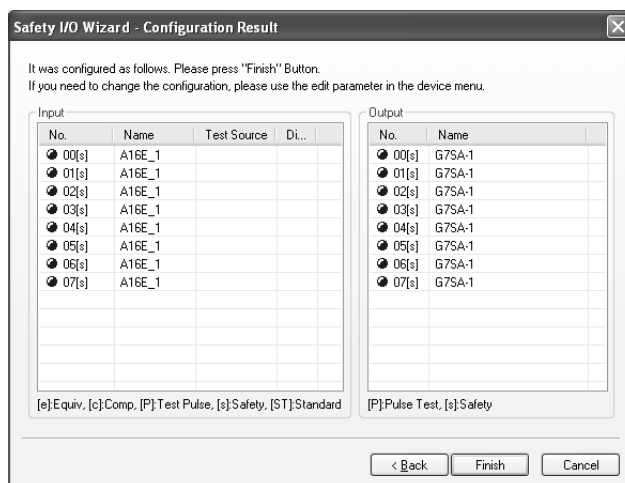 Safety I/O Wizard - Configuration Result
It was configured as follows. Please press "Finish" Button.
If you need to change the configuration, please use the edit parameter in the device menu.
Input
No. Name Test Source Di...
00[s] A16E_1
01[s] A16E_1
02[s] A16E_1
03[s] A16E_1
04[s] A16E_1
05[s] A16E_1
06[s] A16E_1
07[s] A16E_1
[e]:Equiv, [c]:Comp, [P]:Test Pulse, [s]:Safety, [ST]:Standard
Output
No. Name
00[s] G7SA-1
01[s] G7SA-1
02[s] G7SA-1
03[s] G7SA-1
04[s] G7SA-1
05[s] G7SA-1
06[s] G7SA-1
07[s] G7SA-1
[P]:Pulse Test, [s]:Safety
< Back Finish Cancel